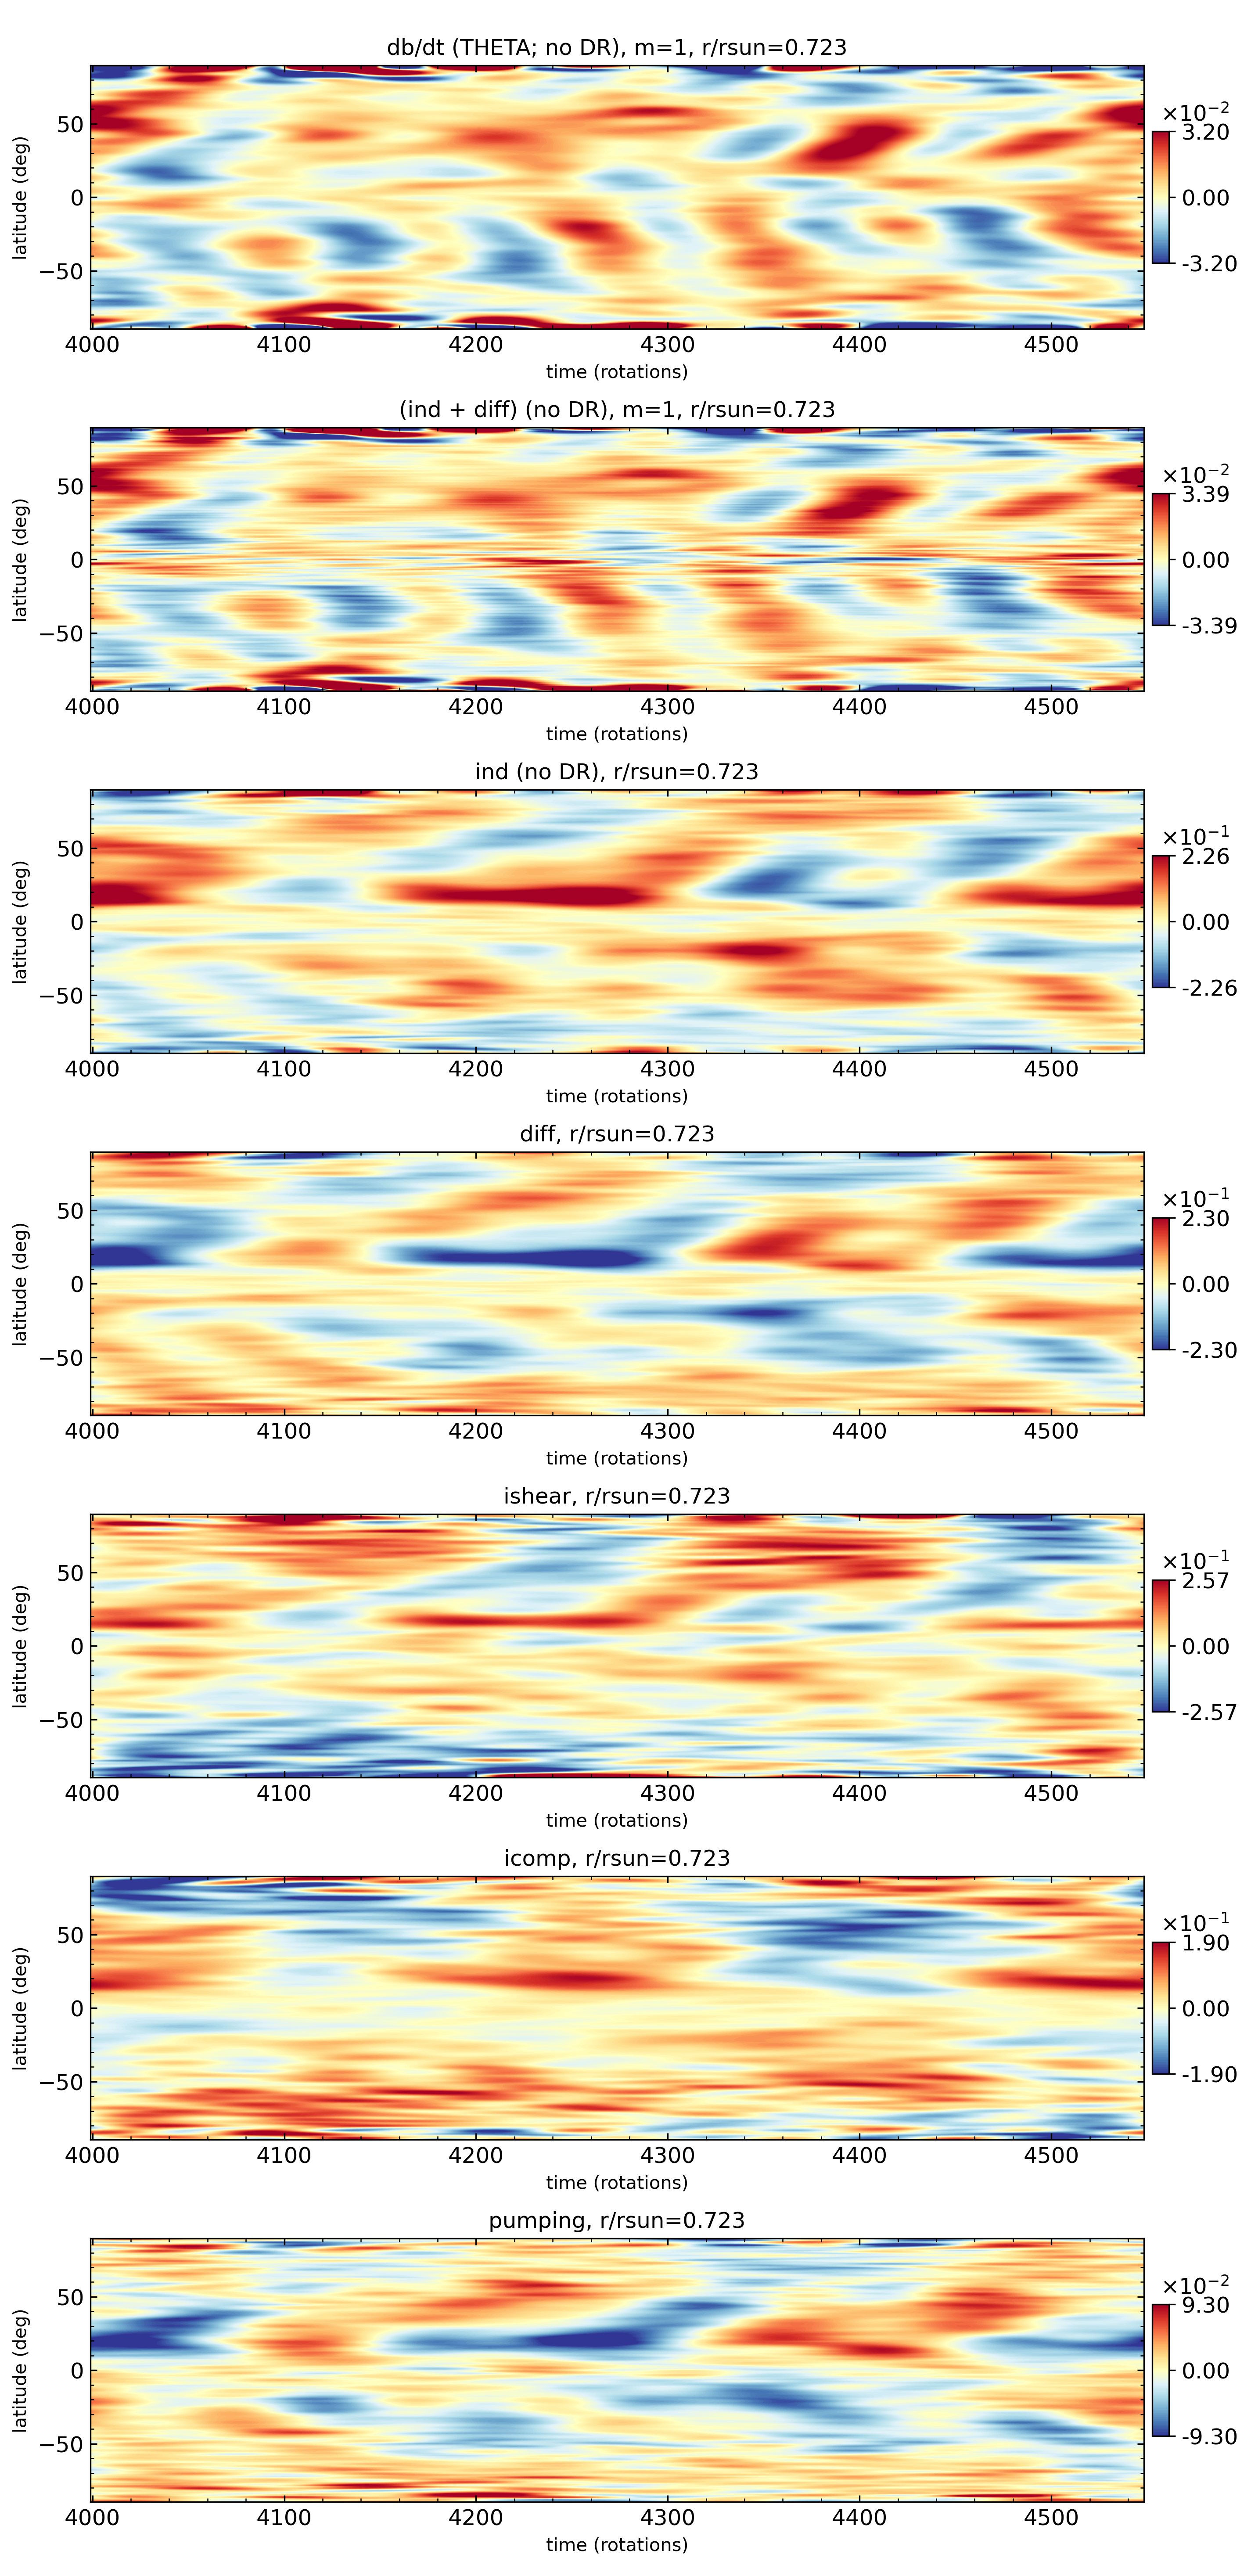 db/dt (THETA; no DR), m=1, r/rsun=0.723
×10−2
3.20
0.00
-3.20
latitude (deg)
50
0
−50
4000 4100 4200 4300 4400 4500
time (rotations)
(ind + diff) (no DR), m=1, r/rsun=0.723
×10−2
3.39
0.00
-3.39
latitude (deg)
50
0
−50
4000 4100 4200 4300 4400 4500
time (rotations)
ind (no DR), r/rsun=0.723
×10−1
2.26
0.00
-2.26
latitude (deg)
50
0
−50
4000 4100 4200 4300 4400 4500
time (rotations)
diff, r/rsun=0.723
×10−1
2.30
0.00
-2.30
latitude (deg)
50
0
−50
4000 4100 4200 4300 4400 4500
time (rotations)
ishear, r/rsun=0.723
×10−1
2.57
0.00
-2.57
latitude (deg)
50
0
−50
4000 4100 4200 4300 4400 4500
time (rotations)
icomp, r/rsun=0.723
×10−1
1.90
0.00
-1.90
latitude (deg)
50
0
−50
4000 4100 4200 4300 4400 4500
time (rotations)
pumping, r/rsun=0.723
×10−2
9.30
0.00
-9.30
latitude (deg)
50
0
−50
4000 4100 4200 4300 4400 4500
time (rotations)